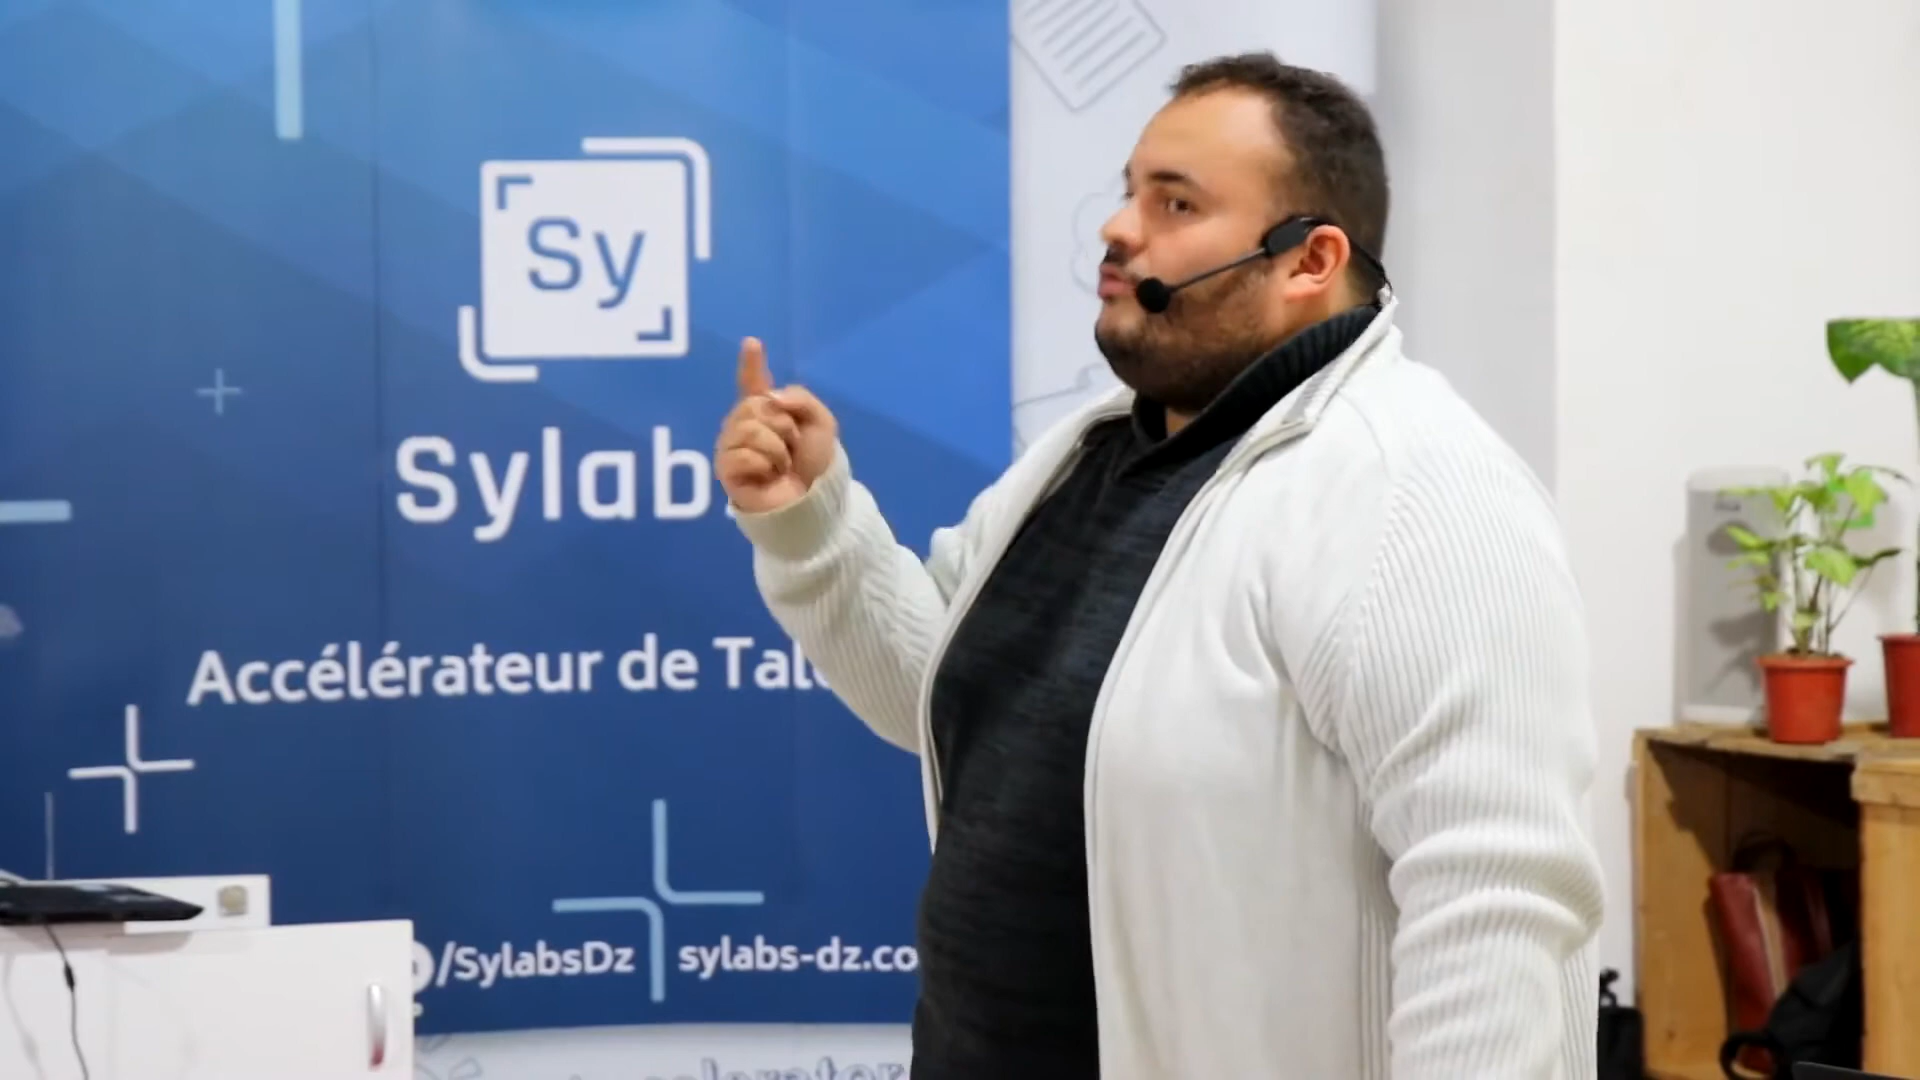 Sy
Sylab
Accélérateur de Tal
/SylabsDz
sylabs-dz.co